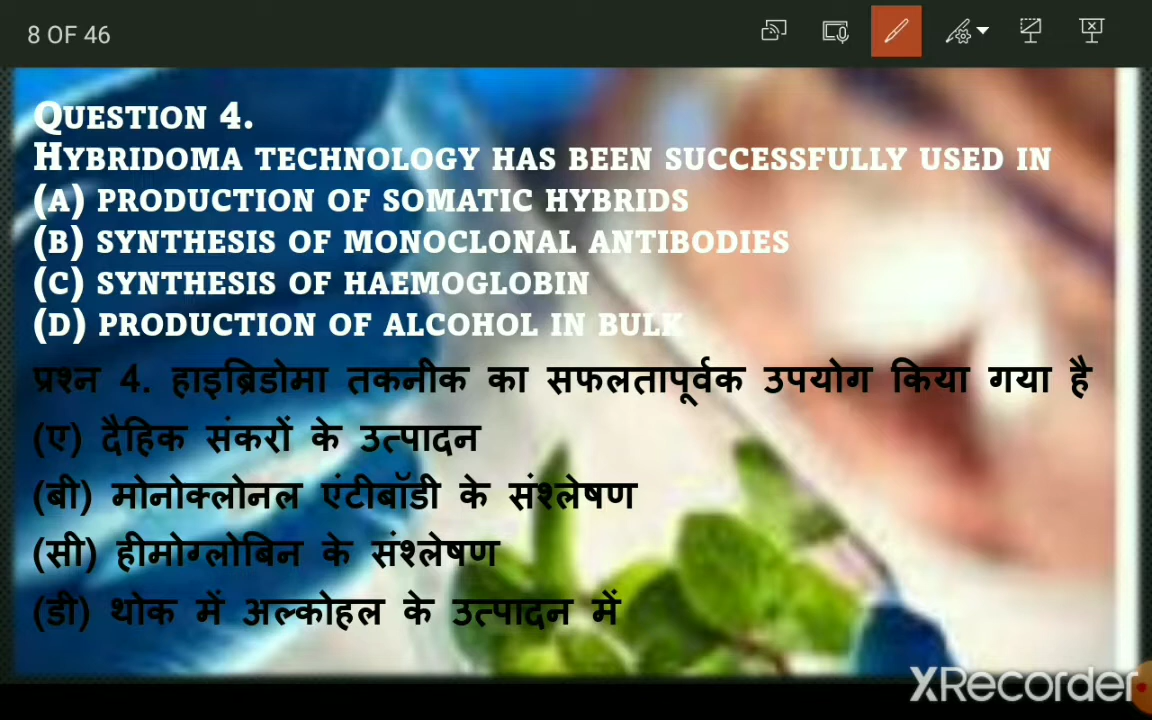 8 OF 46
QUESTION 4.
HYBRIDOMA TECHNOLOGY HAS BEEN SUCCESSFULLY USED IN
(A) PRODUCTION OF SOMATIC HYBRIDS
(B) SYNTHESIS OF MONOCLONAL ANTIBODIES
(C) SYNTHESIS OF HAEMOGLOBIN
(D) PRODUCTION OF ALCOHOL IN BULK
प्रश्न 4. हाइब्रिडोमा तकनीक का सफलतापूर्वक उपयोग किया गया है
(ए) दैहिक संकरों के उत्पादन
(बी) मोनोक्लोनल एंटीबॉडी के संश्लेषण
(सी) हीमोग्लोबिन के संश्लेषण
(डी) थोक में अल्कोहल के उत्पादन में
XRecorder